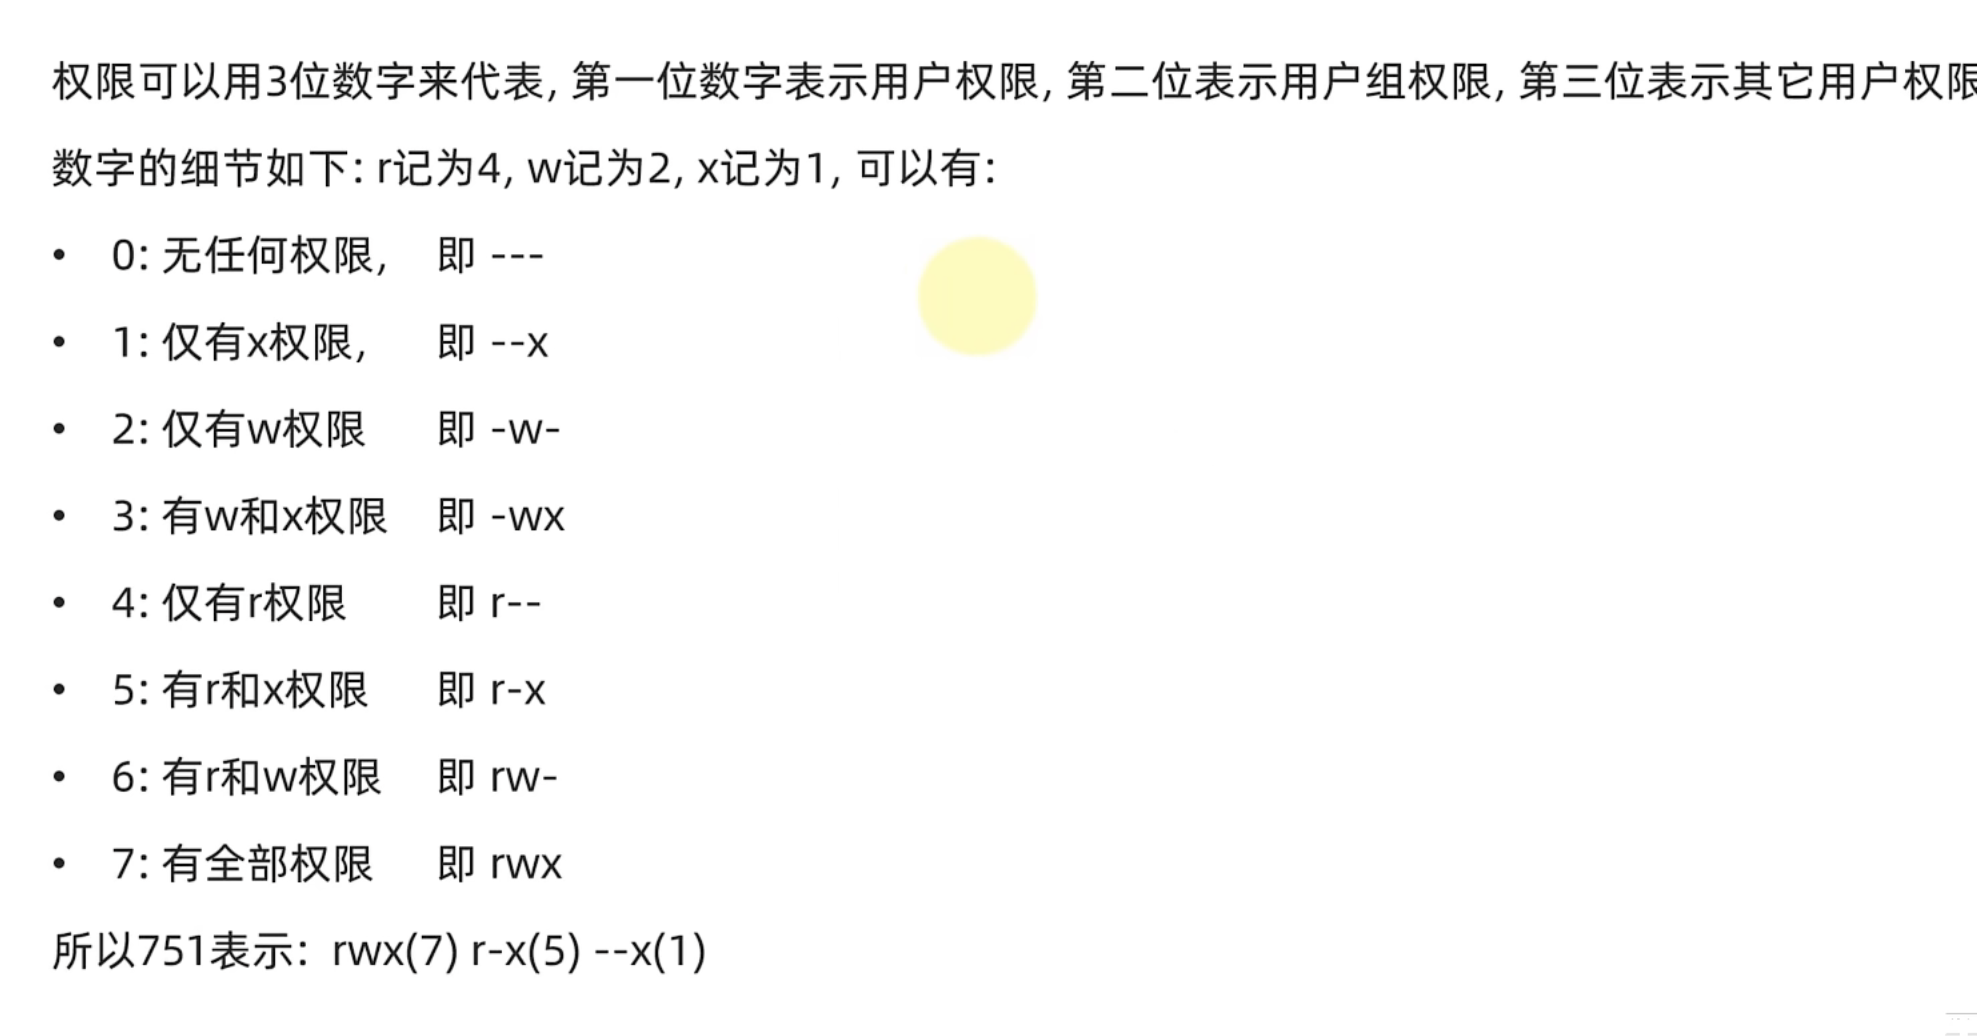 权限可以用3位数字来代表, 第一位数字表示用户权限, 第二位表示用户组权限, 第三位表示其它用户权限
数字的细节如下: r记为4, w记为2, x记为1, 可以有:
• 0: 无任何权限, 即 ---
• 1: 仅有x权限, 即 --x
• 2: 仅有w权限 即 -w-
• 3: 有w和x权限 即 -wx
• 4: 仅有r权限 即 r--
• 5: 有r和x权限 即 r-x
• 6: 有r和w权限 即 rw-
• 7: 有全部权限 即 rwx
所以751表示: rwx(7) r-x(5) --x(1)